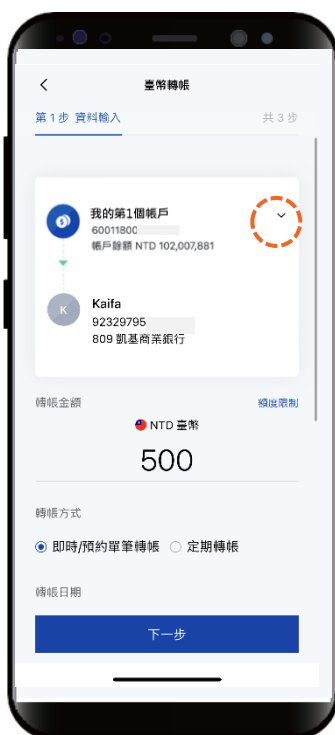 臺幣轉帳
第1步 資料輸入
共3步
我的第1個帳戶
6001180C
帳戶餘額 NTD 102,007,881
K
Kaifa
92329795
809 凱基商業銀行
轉帳金額
額度限制
NTD 臺幣
500
轉帳方式
即時/預約單筆轉帳 定期轉帳
轉帳日期
下一步